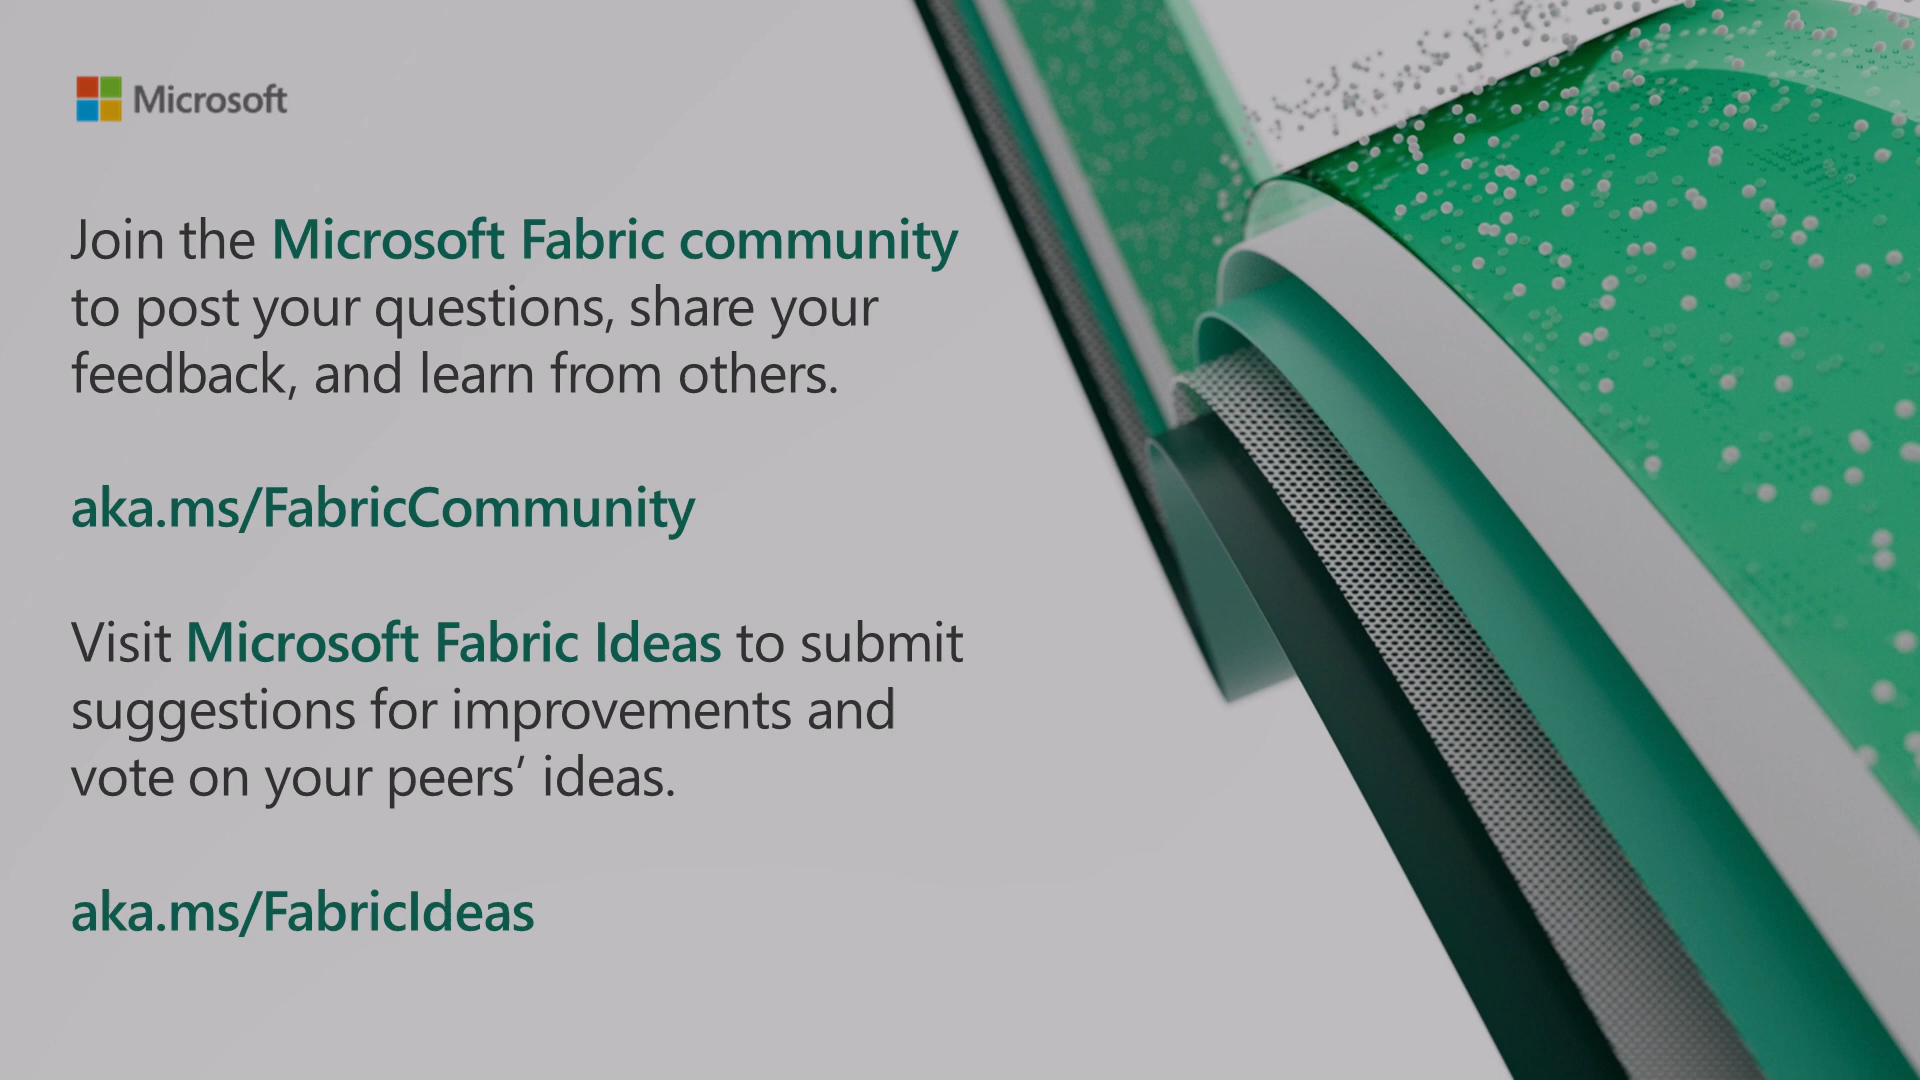 Microsoft
Join the Microsoft Fabric community
to post your questions, share your
feedback, and learn from others.
aka.ms/FabricCommunity
Visit Microsoft Fabric Ideas to submit
suggestions for improvements and
vote on your peers’ ideas.
aka.ms/FabricIdeas